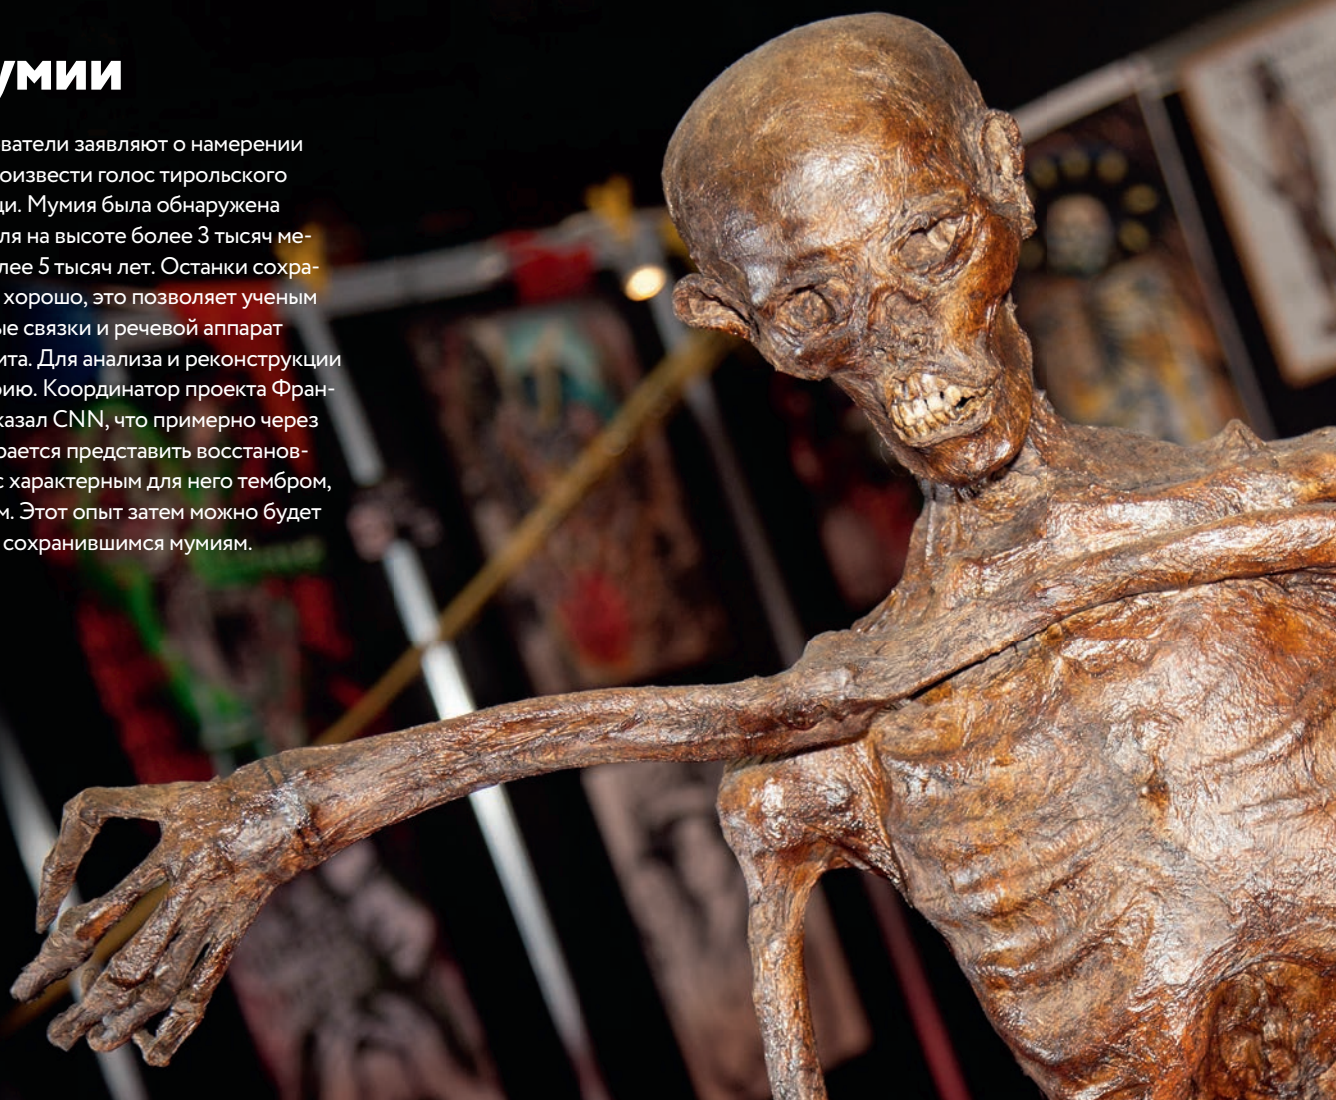 умии
ватели заявляют о намерении
оизвести голос тирольского
ци. Мумия была обнаружена
ля на высоте более 3 тысяч ме-
лее 5 тысяч лет. Останки сохра-
хорошо, это позволяет ученым
ые связки и речевой аппарат
ита. Для анализа и реконструкции
рию. Координатор проекта Фран-
казал CNN, что примерно через
рается представить восстанов-
с характерным для него тембром,
м. Этот опыт затем можно будет
сохранившимся мумиям.